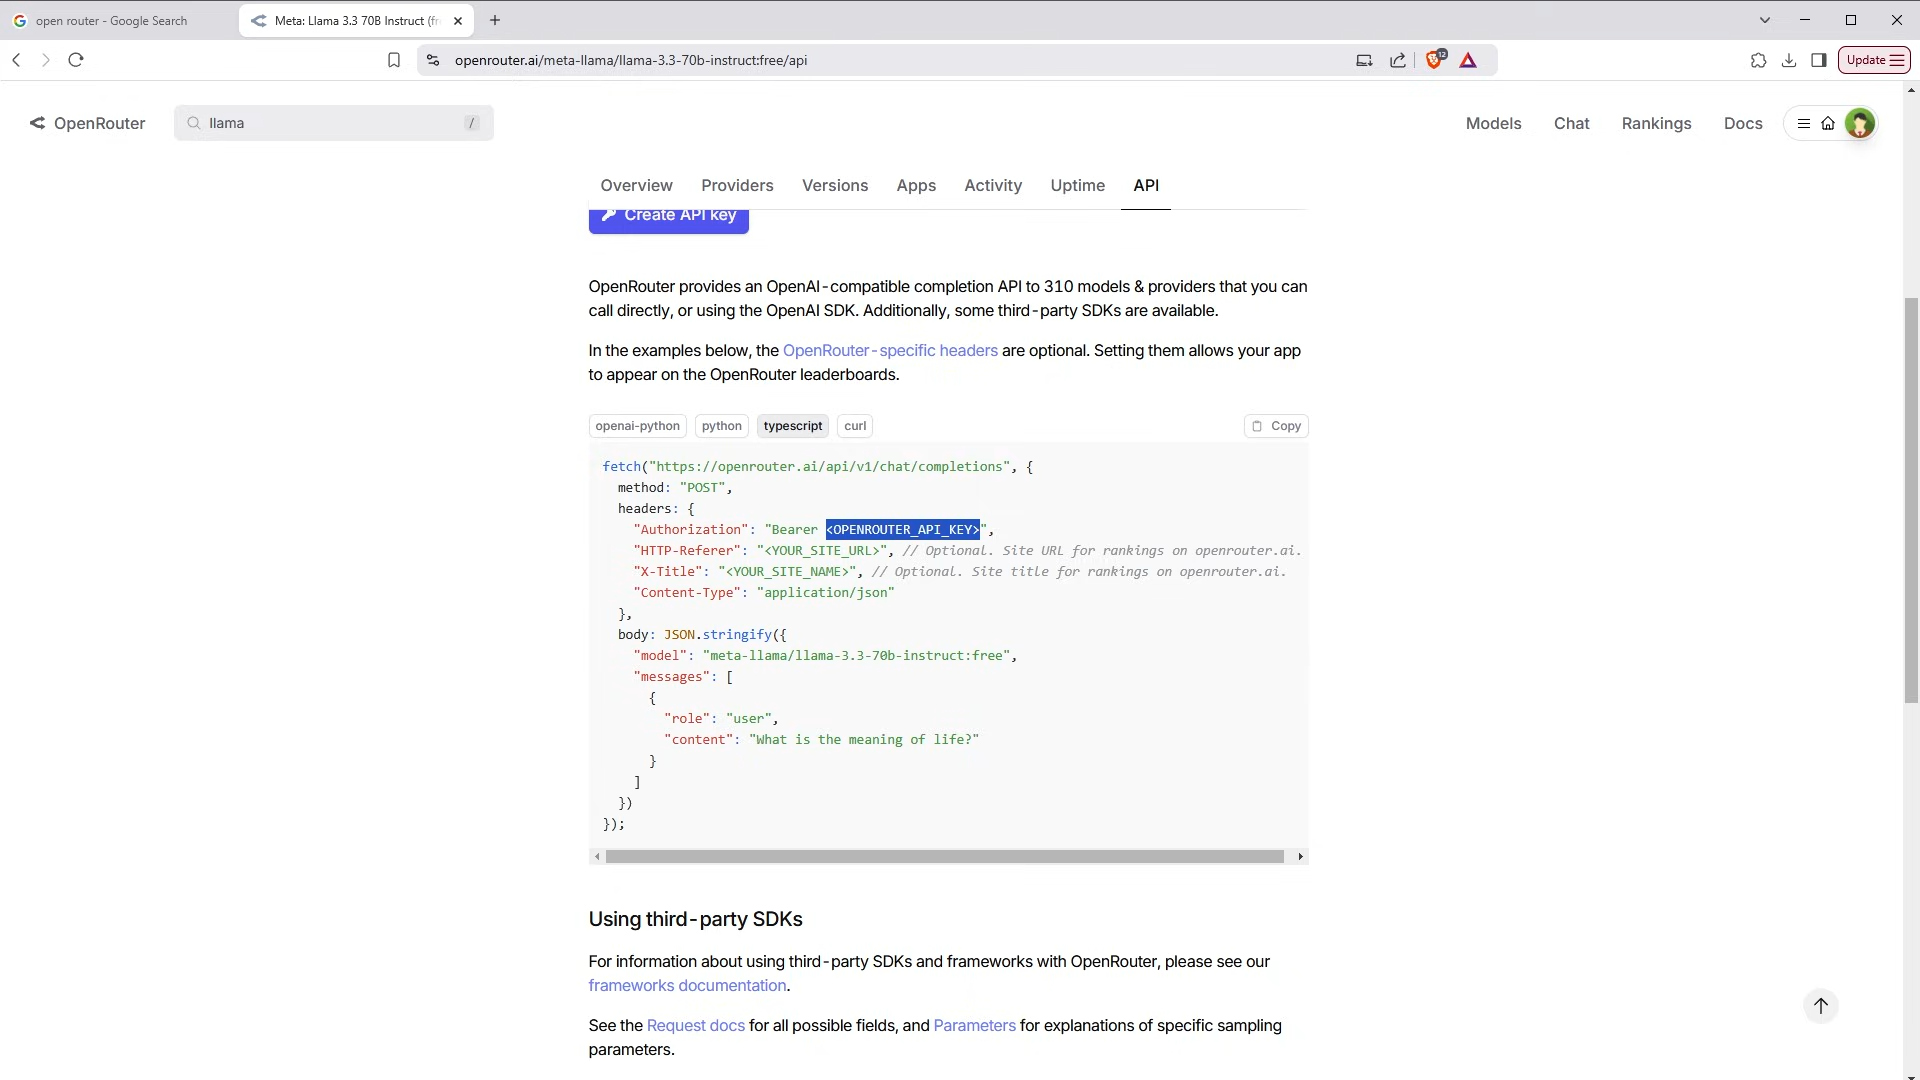 open router - Google Search
Meta: Llama 3.3 70B Instruct (fr
openrouter.ai/meta-llama/llama-3.3-70b-instruct:free/api
12
Update
OpenRouter
llama
/
Models
Chat
Rankings
Docs
Overview
Providers
Versions
Apps
Activity
Uptime
API
Create API key
OpenRouter provides an OpenAI-compatible completion API to 310 models & providers that you can
call directly, or using the OpenAI SDK. Additionally, some third-party SDKs are available.
In the examples below, the OpenRouter-specific headers are optional. Setting them allows your app
to appear on the OpenRouter leaderboards.
openai-python
python
typescript
curl
Copy
fetch("https://openrouter.ai/api/v1/chat/completions", {
method: "POST",
headers: {
"Authorization": "Bearer <OPENROUTER_API_KEY>",
"HTTP-Referer": "<YOUR_SITE_URL>", // Optional. Site URL for rankings on openrouter.ai.
"X-Title": "<YOUR_SITE_NAME>", // Optional. Site title for rankings on openrouter.ai.
"Content-Type": "application/json"
},
body: JSON.stringify({
"model": "meta-llama/llama-3.3-70b-instruct:free",
"messages": [
{
"role": "user",
"content": "What is the meaning of life?"
}
]
})
});
Using third-party SDKs
For information about using third-party SDKs and frameworks with OpenRouter, please see our
frameworks documentation.
See the Request docs for all possible fields, and Parameters for explanations of specific sampling
parameters.